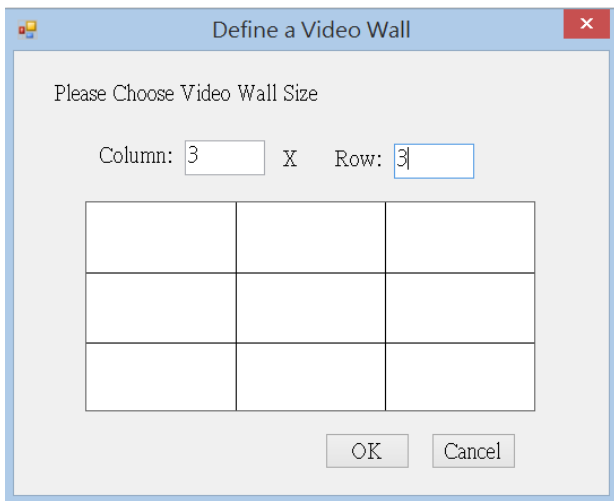 Define a Video Wall
Please Choose Video Wall Size
Column: 3 X Row: 3
OK Cancel